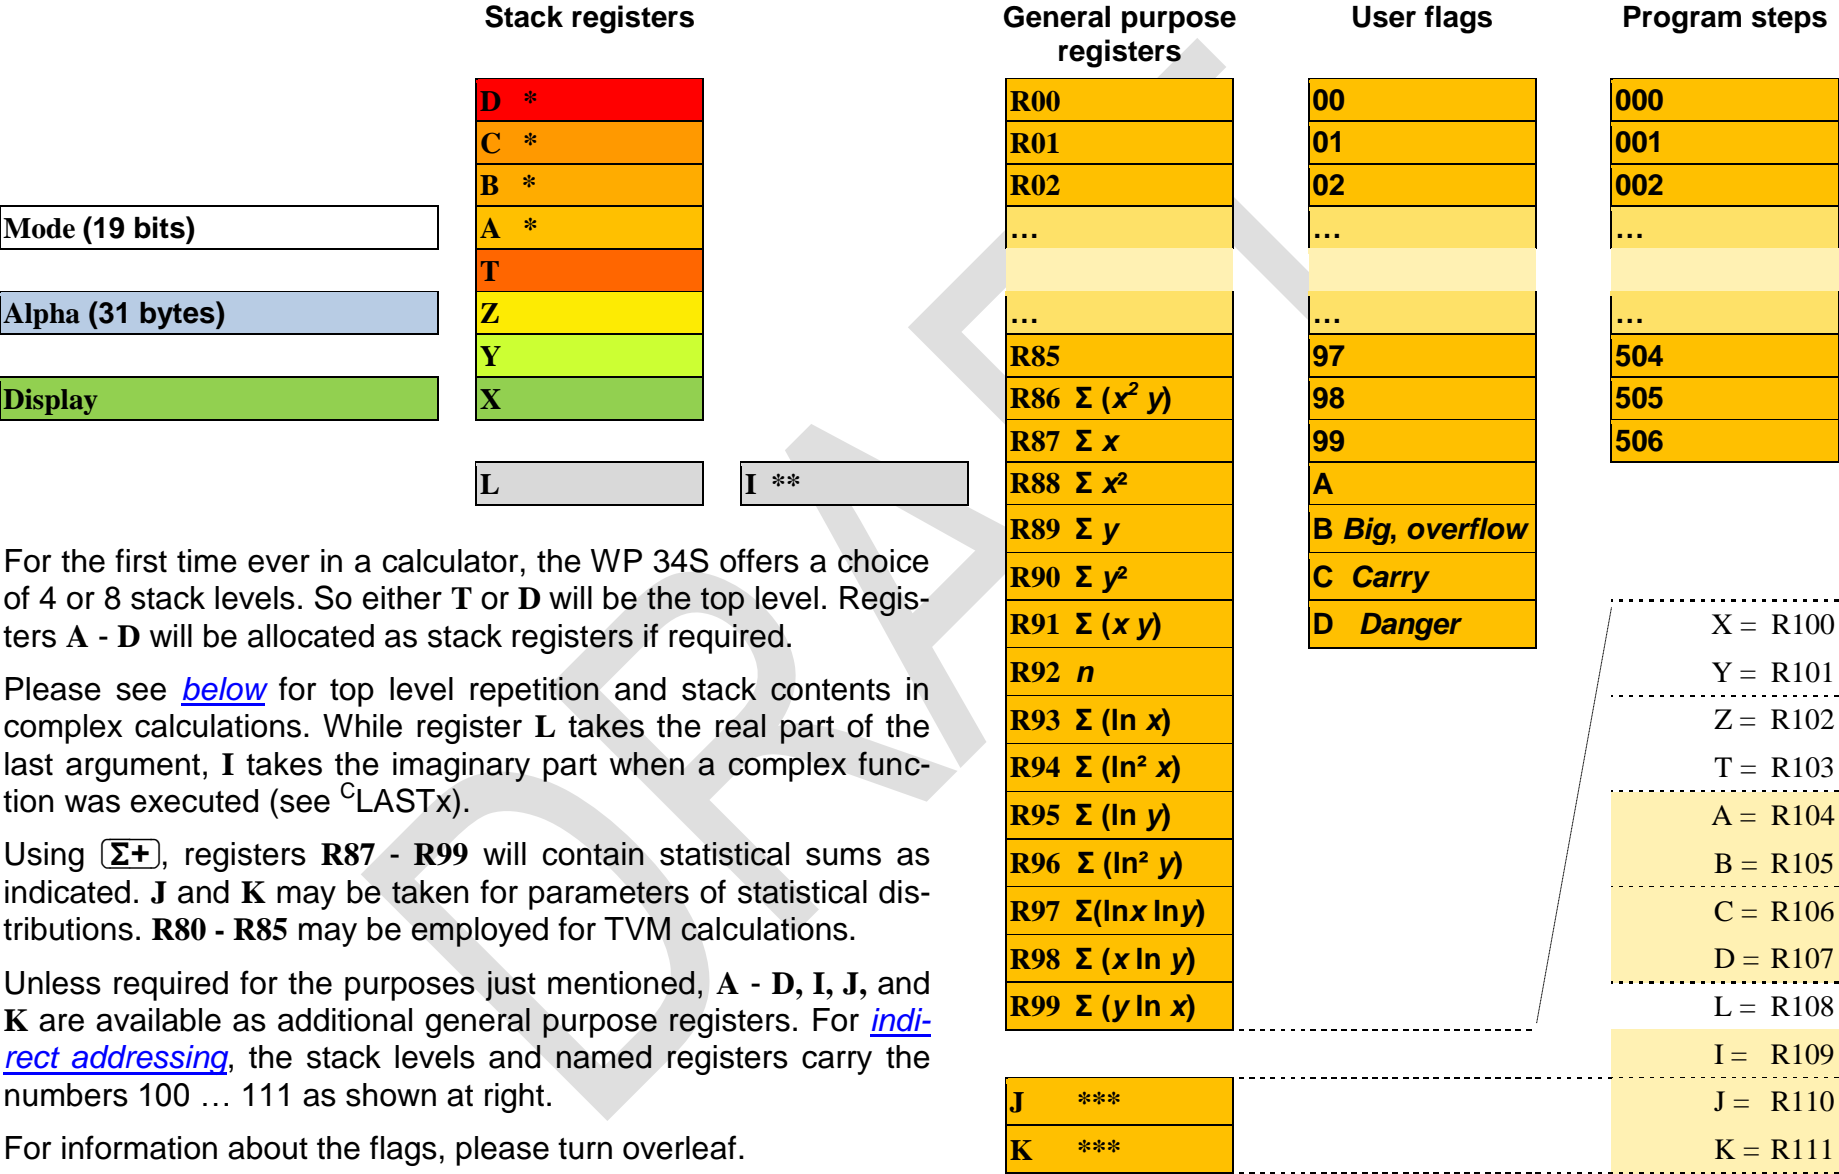 Stack registers
General purpose registers
User flags
Program steps
D *
C *
B *
A *
T
Z
Y
X
L
I **
Mode (19 bits)
Alpha (31 bytes)
Display
R00
R01
R02
…
…
R85
R86 Σ (x² y)
R87 Σ x
R88 Σ x²
R89 Σ y
R90 Σ y²
R91 Σ (x y)
R92 n
R93 Σ (ln x)
R94 Σ (ln² x)
R95 Σ (ln y)
R96 Σ (ln² y)
R97 Σ(lnx lny)
R98 Σ (x ln y)
R99 Σ (y ln x)
J ***
K ***
00
01
02
…
…
97
98
99
A
B Big, overflow
C Carry
D Danger
000
001
002
…
…
504
505
506
X = R100
Y = R101
Z = R102
T = R103
A = R104
B = R105
C = R106
D = R107
L = R108
I = R109
J = R110
K = R111
For the first time ever in a calculator, the WP 34S offers a choice
of 4 or 8 stack levels. So either T or D will be the top level. Regis-
ters A - D will be allocated as stack registers if required.
Please see below for top level repetition and stack contents in
complex calculations. While register L takes the real part of the
last argument, I takes the imaginary part when a complex func-
tion was executed (see ᶜLASTx).
Using Σ+, registers R87 - R99 will contain statistical sums as
indicated. J and K may be taken for parameters of statistical dis-
tributions. R80 - R85 may be employed for TVM calculations.
Unless required for the purposes just mentioned, A - D, I, J, and
K are available as additional general purpose registers. For indi-
rect addressing, the stack levels and named registers carry the
numbers 100 … 111 as shown at right.
For information about the flags, please turn overleaf.
DRAFT